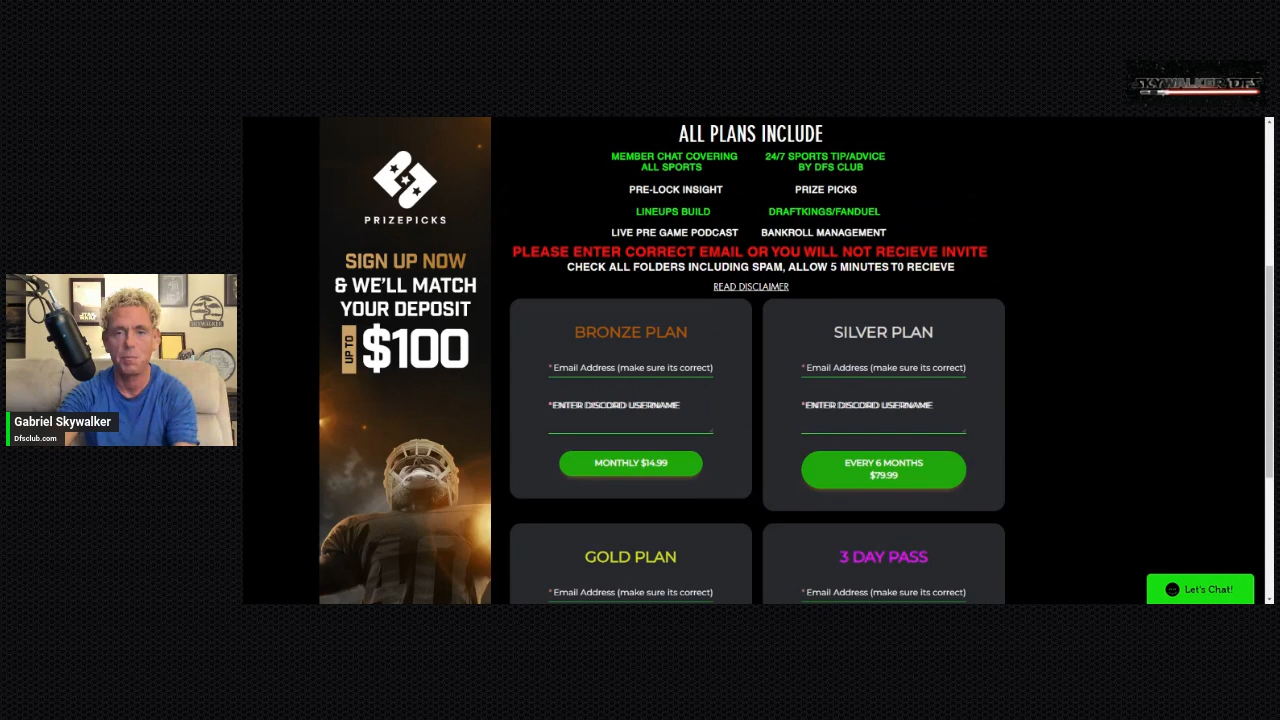 SKYWALKER DFS
PRIZEPICKS
SIGN UP NOW
& WE'LL MATCH
YOUR DEPOSIT
UP TO
$100
ALL PLANS INCLUDE
MEMBER CHAT COVERING
ALL SPORTS
24/7 SPORTS TIP/ADVICE
BY DFS CLUB
PRE-LOCK INSIGHT
PRIZE PICKS
LINEUPS BUILD
DRAFTKINGS/FANDUEL
LIVE PRE GAME PODCAST
BANKROLL MANAGEMENT
PLEASE ENTER CORRECT EMAIL OR YOU WILL NOT RECIEVE INVITE
CHECK ALL FOLDERS INCLUDING SPAM, ALLOW 5 MINUTES T0 RECIEVE
READ DISCLAIMER
BRONZE PLAN
* Email Address (make sure its correct)
*ENTER DISCORD USERNAME
MONTHLY $14.99
SILVER PLAN
* Email Address (make sure its correct)
*ENTER DISCORD USERNAME
EVERY 6 MONTHS
$79.99
GOLD PLAN
* Email Address (make sure its correct)
3 DAY PASS
* Email Address (make sure its correct)
Let's Chat!
STAR WARS
SKYWALKER
Gabriel Skywalker
Dfsclub.com